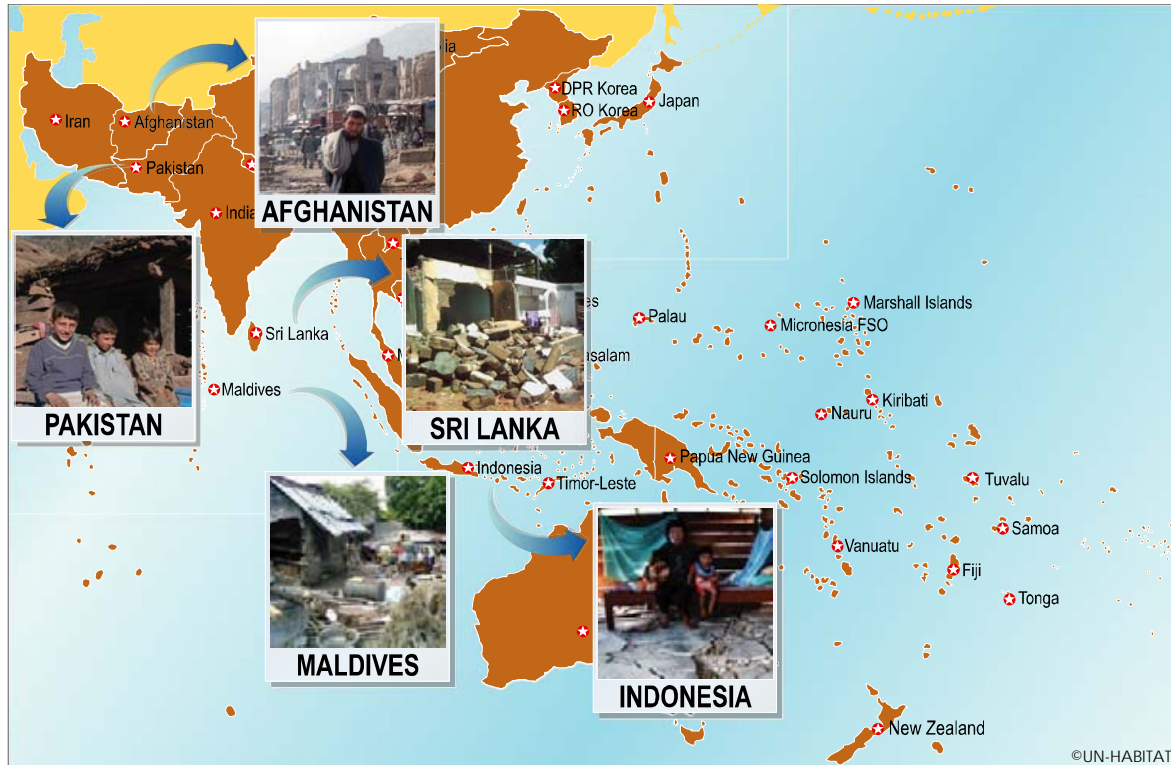 DPR Korea
Japan
RO Korea
Iran
Afghanistan
Pakistan
India
AFGHANISTAN
PAKISTAN
Sri Lanka
Maldives
SRI LANKA
Palau
Marshall Islands
Micronesia FSO
Kiribati
Nauru
Indonesia
Timor-Leste
Papua New Guinea
Solomon Islands
Tuvalu
Samoa
Vanuatu
Fiji
Tonga
MALDIVES
INDONESIA
New Zealand
©UN-HABITAT